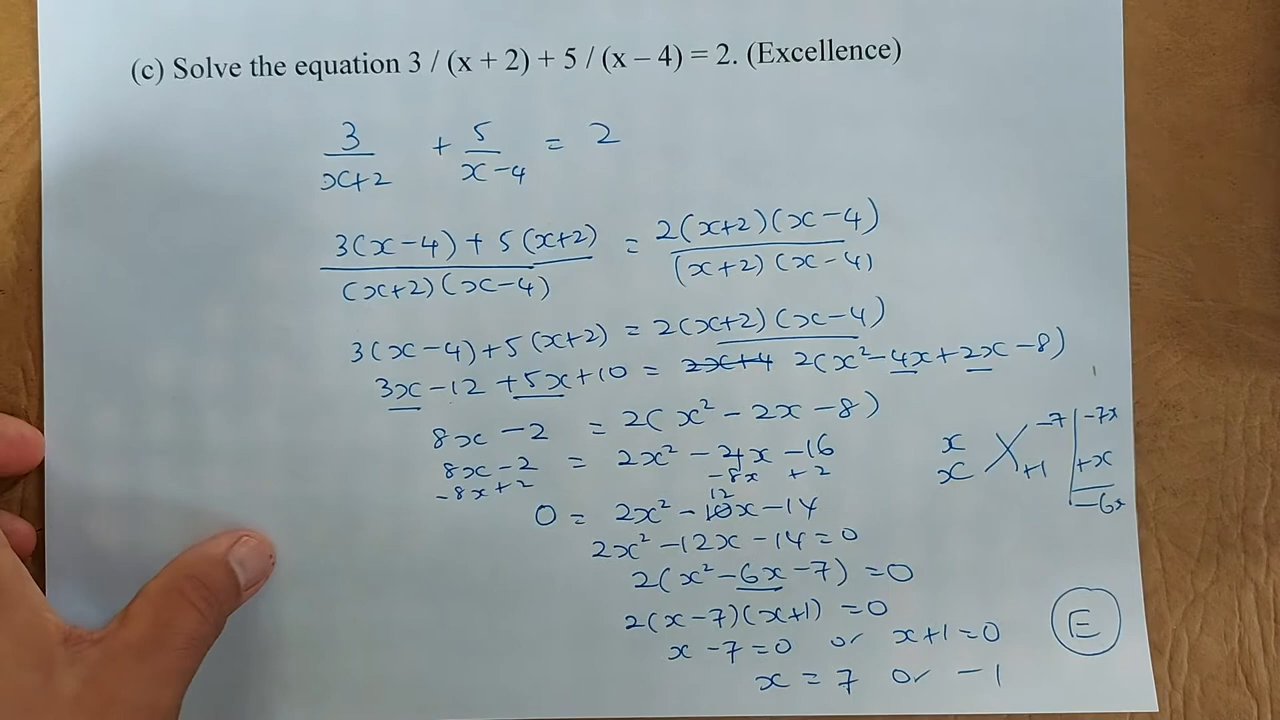 (c) Solve the equation 3 / (x + 2) + 5 / (x – 4) = 2. (Excellence)
3/(x+2) + 5/(x-4) = 2
(3(x-4) + 5(x+2))/((x+2)(x-4)) = (2(x+2)(x-4))/((x+2)(x-4))
3(x-4)+5(x+2) = 2(x+2)(x-4)
3x -12 +5x+10 = 2x+4 2(x²-4x+2x-8)
8x -2 = 2(x² -2x -8)
8x-2 = 2x² -4x -16
-8x+2 -8x +2
12
0 = 2x² -10x-14
2x² -12x -14=0
2(x²-6x-7) =0
2(x-7)(x+1) =0
x -7=0 or x+1=0
x = 7 or -1
x -7 -7x
x +1 +x
-6x
E